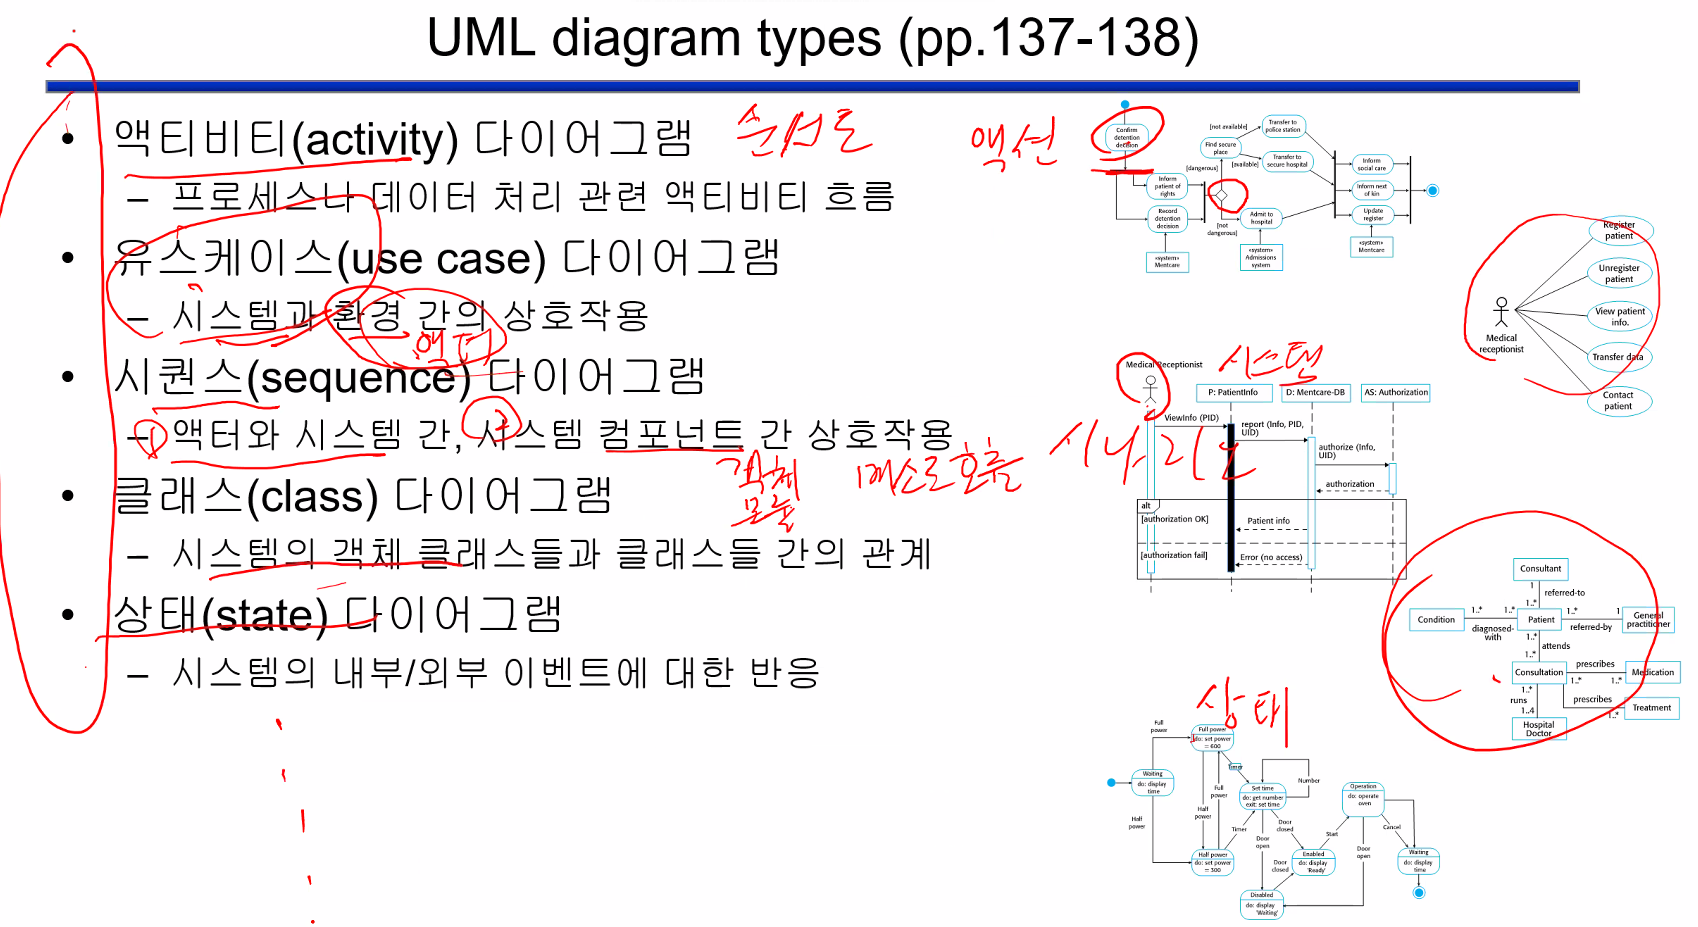 UML diagram types (pp.137-138)
• 액티비티(activity) 다이어그램 순서도
– 프로세스나 데이터 처리 관련 액티비티 흐름
• 유스케이스(use case) 다이어그램
– 시스템과 환경 간의 상호작용
액터
• 시퀀스(sequence) 다이어그램
① 액터와 시스템 간, ② 시스템 컴포넌트 간 상호작용
객체
모듈
메소드 호출
시나리오
• 클래스(class) 다이어그램
– 시스템의 객체 클래스들과 클래스들 간의 관계
• 상태(state) 다이어그램
– 시스템의 내부/외부 이벤트에 대한 반응
액션
Confirm
detention
decision
Inform
patient of
rights
Record
detention
decision
«system»
Mentcare
[dangerous]
[not
dangerous]
Find secure
place
[not available]
[available]
Transfer to
police station
Transfer to
secure hospital
Admit to
hospital
«system»
Admissions
system
Inform
social care
Inform next
of kin
Update
register
«system»
Mentcare
Medical
receptionist
Register
patient
Unregister
patient
View patient
info.
Transfer data
Contact
patient
시스템
Medical Receptionist
P: PatientInfo
D: Mentcare-DB
AS: Authorization
ViewInfo (PID)
report (Info, PID,
UID)
authorize (Info,
UID)
authorization
alt
[authorization OK]
Patient info
[authorization fail]
Error (no access)
Consultant
1
referred-to
1..*
Condition
1..*
1..*
diagnosed-
with
Patient
1..*
1
referred-by
General
practitioner
1..*
attends
1..*
Consultation
prescribes
1..*
1..*
Medication
1..*
runs
1..4
prescribes
1..*
Treatment
Hospital
Doctor
상태
Full
power
Full power
do: set power
= 600
Timer
Waiting
do: display
time
Half
power
Half
power
Full
power
Half power
do: set power
= 300
Timer
Set time
do: get number
exit: set time
Number
Door
open
Door
closed
Door
closed
Enabled
do: display
'Ready'
Start
Disabled
do: display
'Waiting'
Operation
do: operate
oven
Door
open
Cancel
Waiting
do: display
time